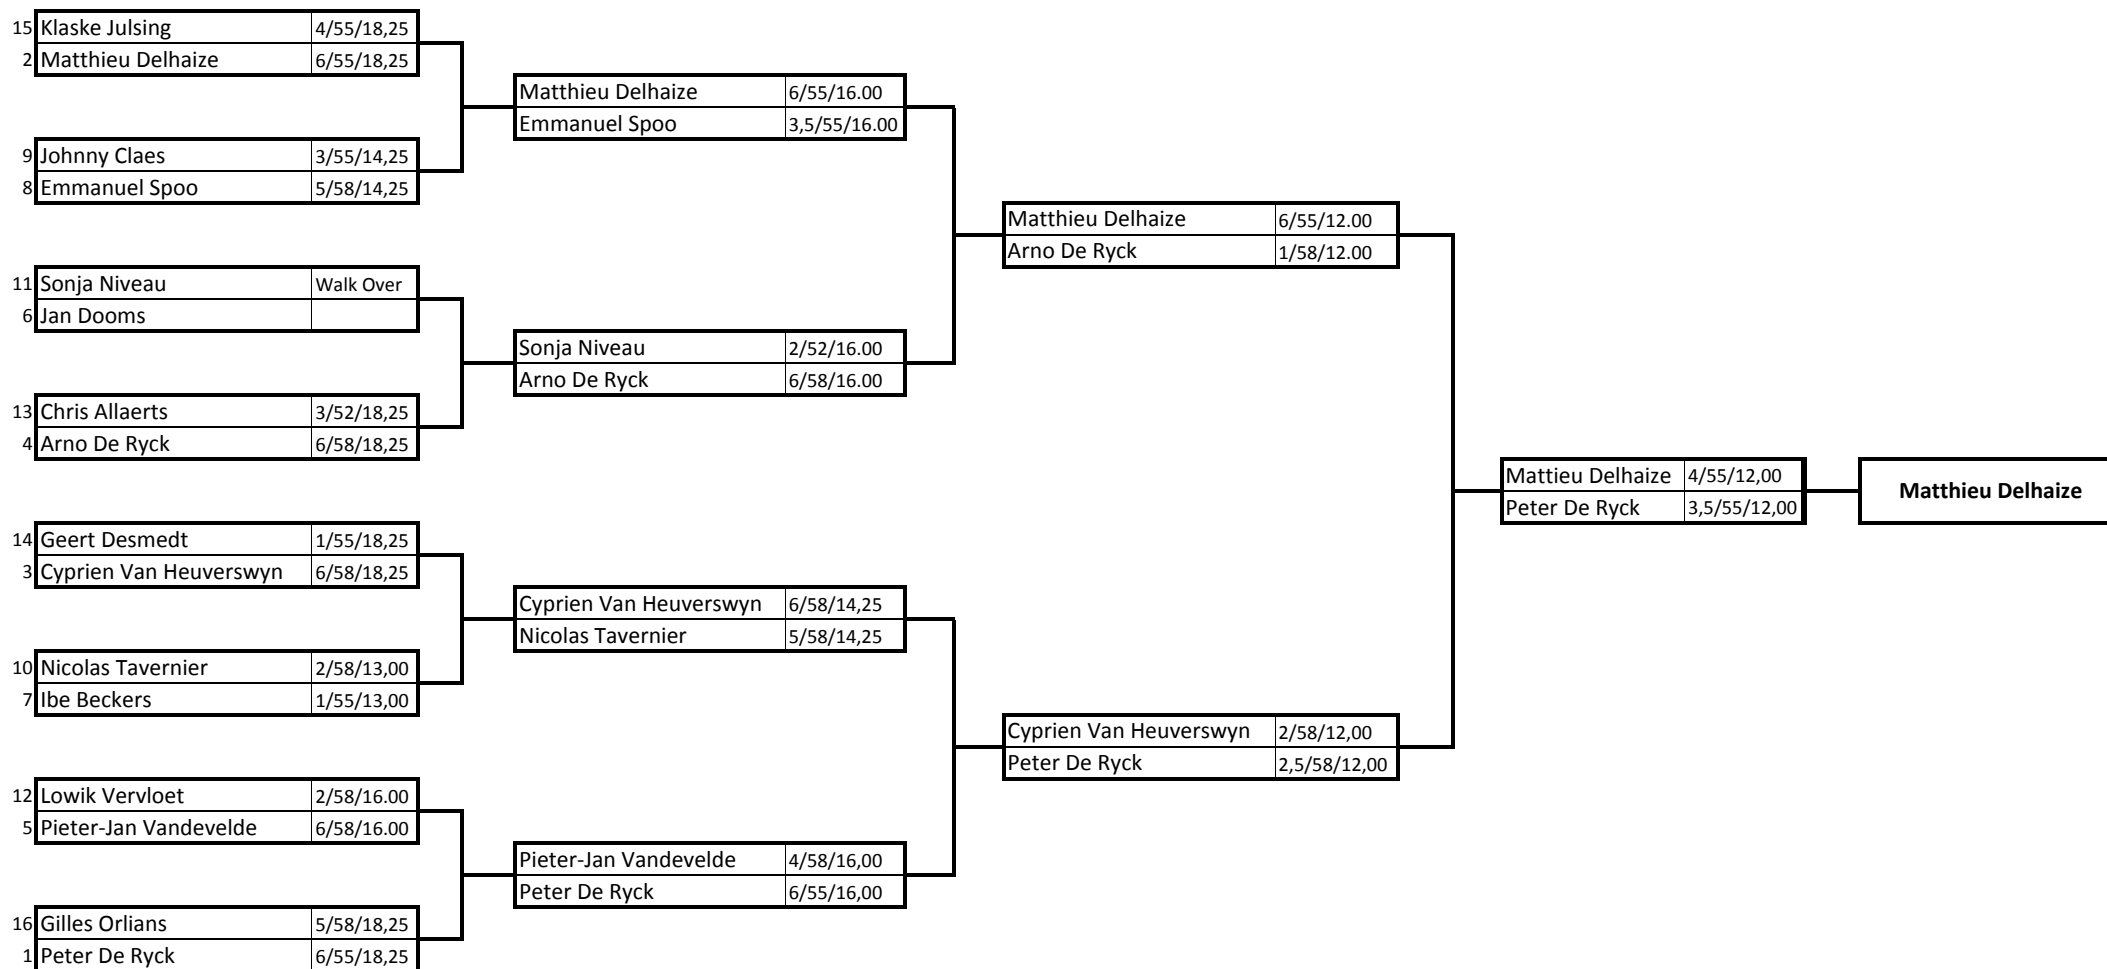 15 Klaske Julsing 4/55/18,25
2 Matthieu Delhaize 6/55/18,25
9 Johnny Claes 3/55/14,25
8 Emmanuel Spoo 5/58/14,25
11 Sonja Niveau Walk Over
6 Jan Dooms
13 Chris Allaerts 3/52/18,25
4 Arno De Ryck 6/58/18,25
14 Geert Desmedt 1/55/18,25
3 Cyprien Van Heuverswyn 6/58/18,25
10 Nicolas Tavernier 2/58/13,00
7 Ibe Beckers 1/55/13,00
12 Lowik Vervloet 2/58/16.00
5 Pieter-Jan Vandevelde 6/58/16.00
16 Gilles Orlians 5/58/18,25
1 Peter De Ryck 6/55/18,25
Matthieu Delhaize 6/55/16.00
Emmanuel Spoo 3,5/55/16.00
Sonja Niveau 2/52/16.00
Arno De Ryck 6/58/16.00
Cyprien Van Heuverswyn 6/58/14,25
Nicolas Tavernier 5/58/14,25
Pieter-Jan Vandevelde 4/58/16,00
Peter De Ryck 6/55/16,00
Matthieu Delhaize 6/55/12.00
Arno De Ryck 1/58/12.00
Cyprien Van Heuverswyn 2/58/12,00
Peter De Ryck 2,5/58/12,00
Mattieu Delhaize 4/55/12,00
Peter De Ryck 3,5/55/12,00
Matthieu Delhaize